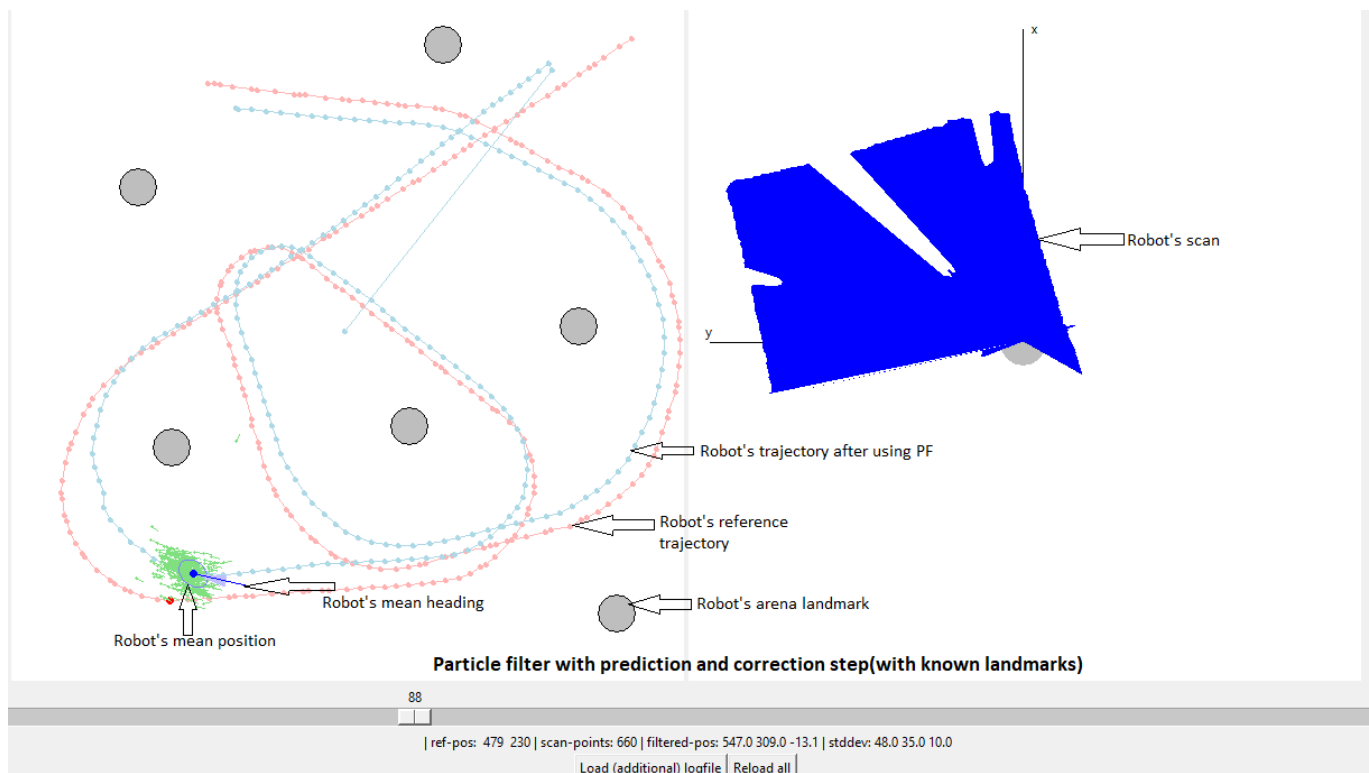 x
Robot's scan
y
Robot's trajectory after using PF
Robot's reference
trajectory
Robot's mean heading
Robot's arena landmark
Robot's mean position
Particle filter with prediction and correction step(with known landmarks)
88
| ref-pos: 479 230 | scan-points: 660 | filtered-pos: 547.0 309.0 -13.1 | stddev: 48.0 35.0 10.0
Load (additional) logfile Reload all